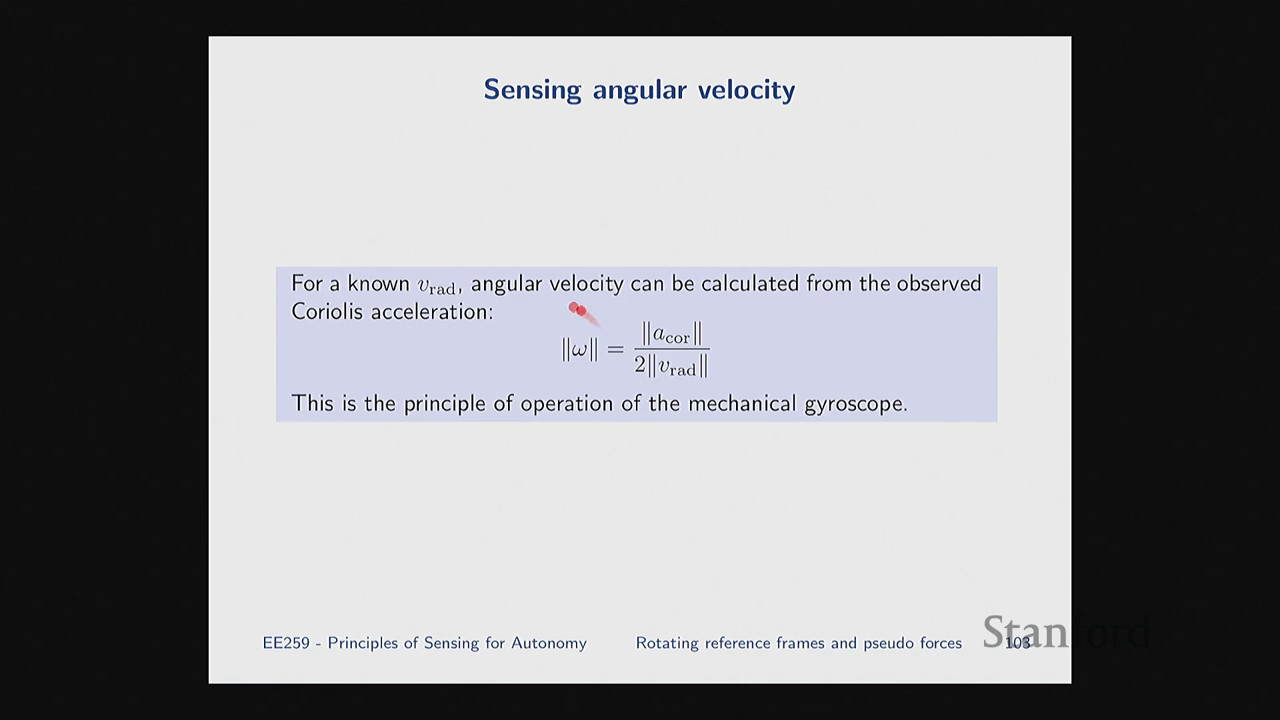 Sensing angular velocity
For a known v_rad, angular velocity can be calculated from the observed
Coriolis acceleration:
‖ω‖ = ‖a_cor‖ / 2‖v_rad‖
This is the principle of operation of the mechanical gyroscope.
EE259 - Principles of Sensing for Autonomy Rotating reference frames and pseudo forces 103
Stanford